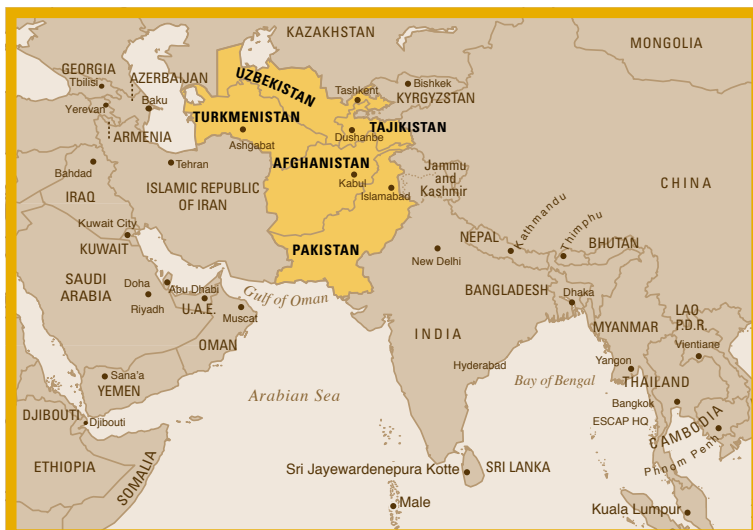 KAZAKHSTAN
MONGOLIA
GEORGIA
Tbilisi
AZERBAIJAN
UZBEKISTAN
Bishkek
Tashkent
KYRGYZSTAN
Yerevan
Baku
TURKMENISTAN
TAJIKISTAN
ARMENIA
Ashgabat
Dushanbe
Tehran
AFGHANISTAN
Jammu
and
Kashmir
Bahdad
Kabul
Islamabad
CHINA
IRAQ
ISLAMIC REPUBLIC
OF IRAN
Kuwait City
KUWAIT
PAKISTAN
NEPAL
Kathmandu
Thimphu
BHUTAN
New Delhi
SAUDI
ARABIA
Doha
Abu Dhabi
Riyadh
U.A.E.
Gulf of Oman
Muscat
BANGLADESH
Dhaka
LAO
P.D.R.
MYANMAR
Vientiane
OMAN
INDIA
Sana'a
YEMEN
Hyderabad
Yangon
Arabian Sea
Bay of Bengal
THAILAND
Bangkok
ESCAP HQ
DJIBOUTI
Djibouti
CAMBODIA
Phnom Penh
ETHIOPIA
SOMALIA
Sri Jayewardenepura Kotte
SRI LANKA
Male
Kuala Lumpur